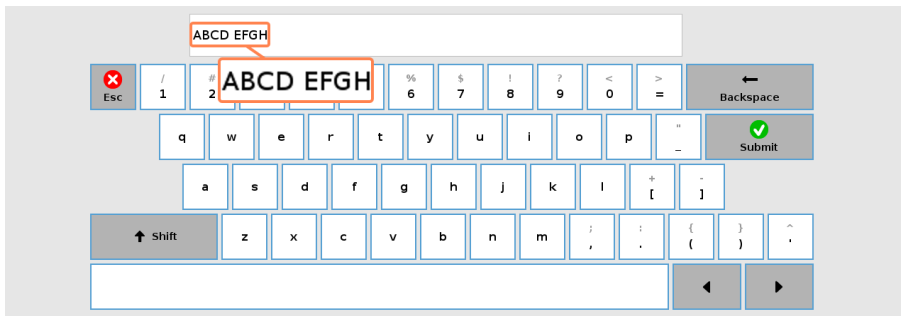 ABCD EFGH
ABCD EFGH
Esc / 1 # 2 % 6 $ 7 ! 8 ? 9 < 0 > = Backspace
q w e r t y u i o p " _ Submit
a s d f g h j k l + [ - ]
Shift z x c v b n m ; , : . { ( } ) ^ '